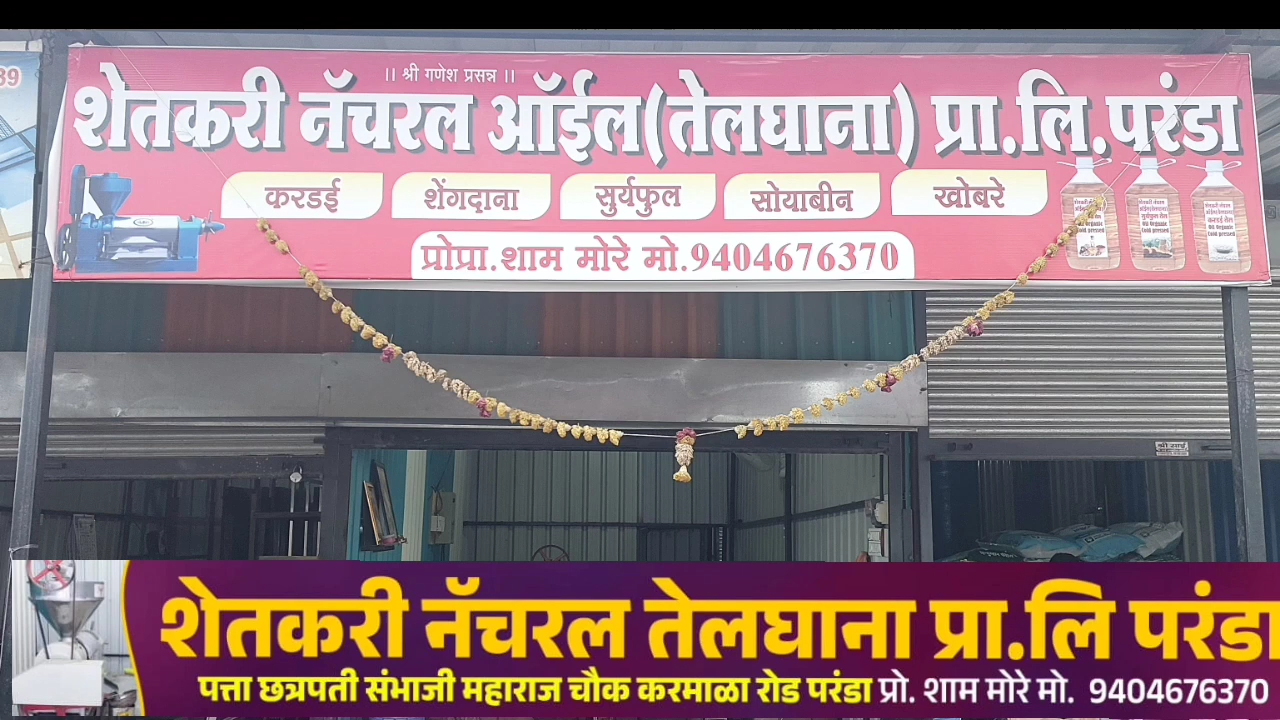 39
।। श्री गणेश प्रसन्न ।।
शेतकरी नॅचरल ऑईल(तेलघाना) प्रा.लि.परंडा
करडई शेंगदाना सुर्यफुल सोयाबीन खोबरे
प्रोप्रा.शाम मोरे मो.9404676370
शेतकरी नॅचरल तेलघाना प्रा.लि परंडा
पत्ता छत्रपती संभाजी महाराज चौक करमाळा रोड परंडा प्रो. शाम मोरे मो. 9404676370